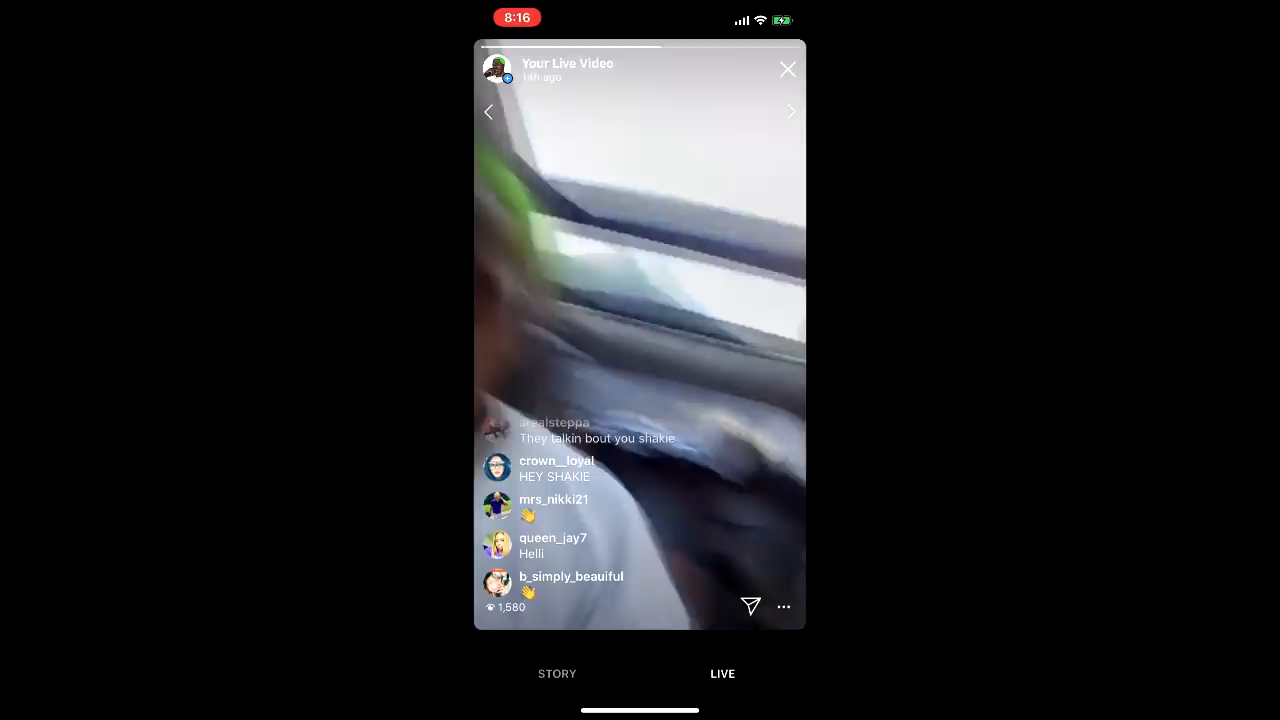 8:16
Your Live Video
14h ago
arealsteppa
They talkin bout you shakie
crown__loyal
HEY SHAKIE
mrs_nikki21
👋
queen_jay7
Helli
b_simply_beauiful
👋
1,580
STORY
LIVE